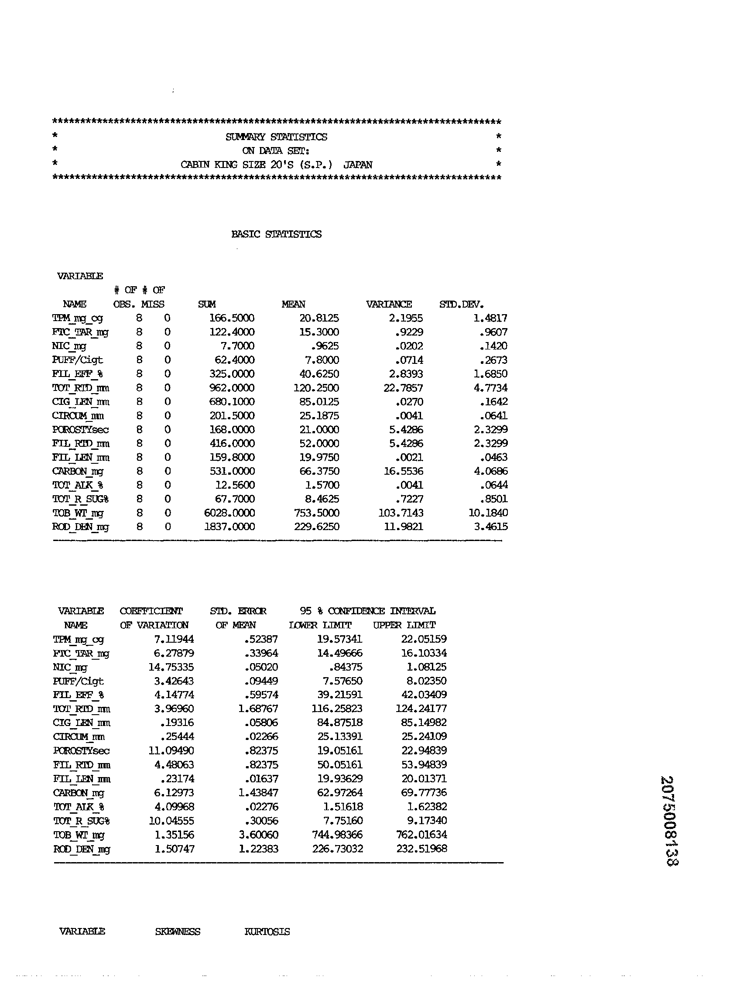 ********************************************************************************
* SUMMARY STATISTICS *
* ON DATA SET: *
* CABIN KING SIZE 20'S (S.P.) JAPAN *
********************************************************************************
BASIC STATISTICS
VARIABLE
# OF # OF
NAME OBS. MISS SUM MEAN VARIANCE STD.DEV.
TPM_mg_cg 8 0 166.5000 20.8125 2.1955 1.4817
FTC_TAR_mg 8 0 122.4000 15.3000 .9229 .9607
NIC_mg 8 0 7.7000 .9625 .0202 .1420
PUFF/Cigt 8 0 62.4000 7.8000 .0714 .2673
FIL_EFF_% 8 0 325.0000 40.6250 2.8393 1.6850
TOT_RTD_mm 8 0 962.0000 120.2500 22.7857 4.7734
CIG_LEN_mm 8 0 680.1000 85.0125 .0270 .1642
CIRCUM_mm 8 0 201.5000 25.1875 .0041 .0641
POROSTYsec 8 0 168.0000 21.0000 5.4286 2.3299
FIL_RTD_mm 8 0 416.0000 52.0000 5.4286 2.3299
FIL_LEN_mm 8 0 159.8000 19.9750 .0021 .0463
CARBON_mg 8 0 531.0000 66.3750 16.5536 4.0686
TOT_ALK_% 8 0 12.5600 1.5700 .0041 .0644
TOT_R_SUG% 8 0 67.7000 8.4625 .7227 .8501
TOB_WT_mg 8 0 6028.0000 753.5000 103.7143 10.1840
ROD_DEN_mg 8 0 1837.0000 229.6250 11.9821 3.4615
VARIABLE COEFFICIENT STD. ERROR 95 % CONFIDENCE INTERVAL
NAME OF VARIATION OF MEAN LOWER LIMIT UPPER LIMIT
TPM_mg_cg 7.11944 .52387 19.57341 22.05159
FTC_TAR_mg 6.27879 .33964 14.49666 16.10334
NIC_mg 14.75335 .05020 .84375 1.08125
PUFF/Cigt 3.42643 .09449 7.57650 8.02350
FIL_EFF_% 4.14774 .59574 39.21591 42.03409
TOT_RTD_mm 3.96960 1.68767 116.25823 124.24177
CIG_LEN_mm .19316 .05806 84.87518 85.14982
CIRCUM_mm .25444 .02266 25.13391 25.24109
POROSTYsec 11.09490 .82375 19.05161 22.94839
FIL_RTD_mm 4.48063 .82375 50.05161 53.94839
FIL_LEN_mm .23174 .01637 19.93629 20.01371
CARBON_mg 6.12973 1.43847 62.97264 69.77736
TOT_ALK_% 4.09968 .02276 1.51618 1.62382
TOT_R_SUG% 10.04555 .30056 7.75160 9.17340
TOB_WT_mg 1.35156 3.60060 744.98366 762.01634
ROD_DEN_mg 1.50747 1.22383 226.73032 232.51968
VARIABLE SKEWNESS KURTOSIS
2075008138